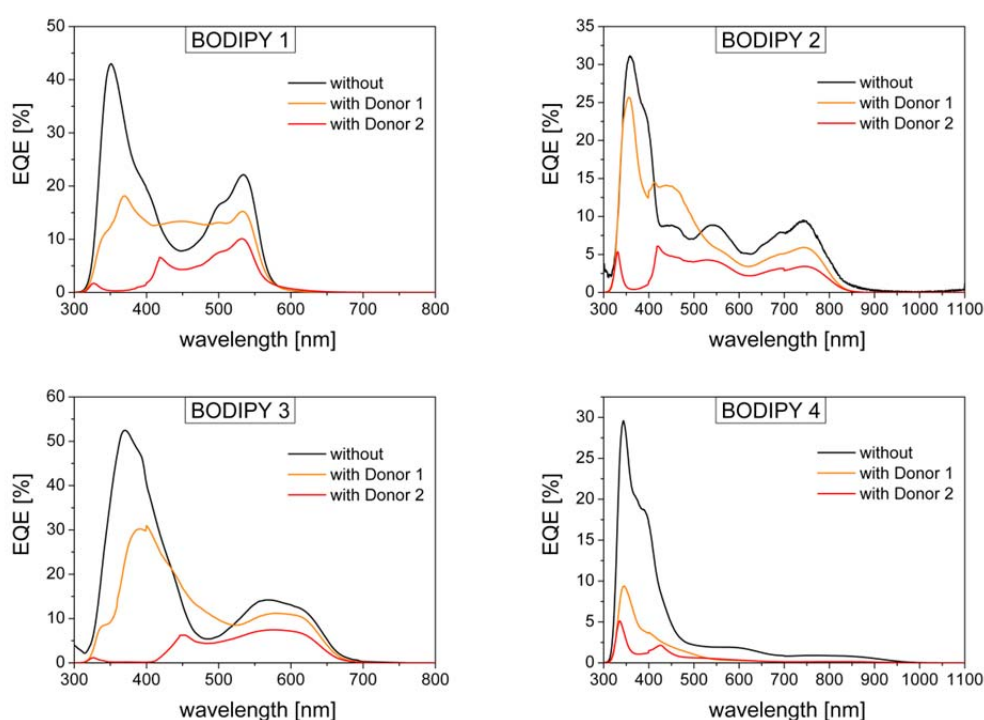 BODIPY 1
EQE [%]
50
40
30
20
10
0
without
with Donor 1
with Donor 2
300 400 500 600 700 800
wavelength [nm]
BODIPY 2
EQE [%]
35
30
25
20
15
10
5
0
without
with Donor 1
with Donor 2
300 400 500 600 700 800 900 1000 1100
wavelength [nm]
BODIPY 3
EQE [%]
60
50
40
30
20
10
0
without
with Donor 1
with Donor 2
300 400 500 600 700 800
wavelength [nm]
BODIPY 4
EQE [%]
30
25
20
15
10
5
0
without
with Donor 1
with Donor 2
300 400 500 600 700 800 900 1000 1100
wavelength [nm]